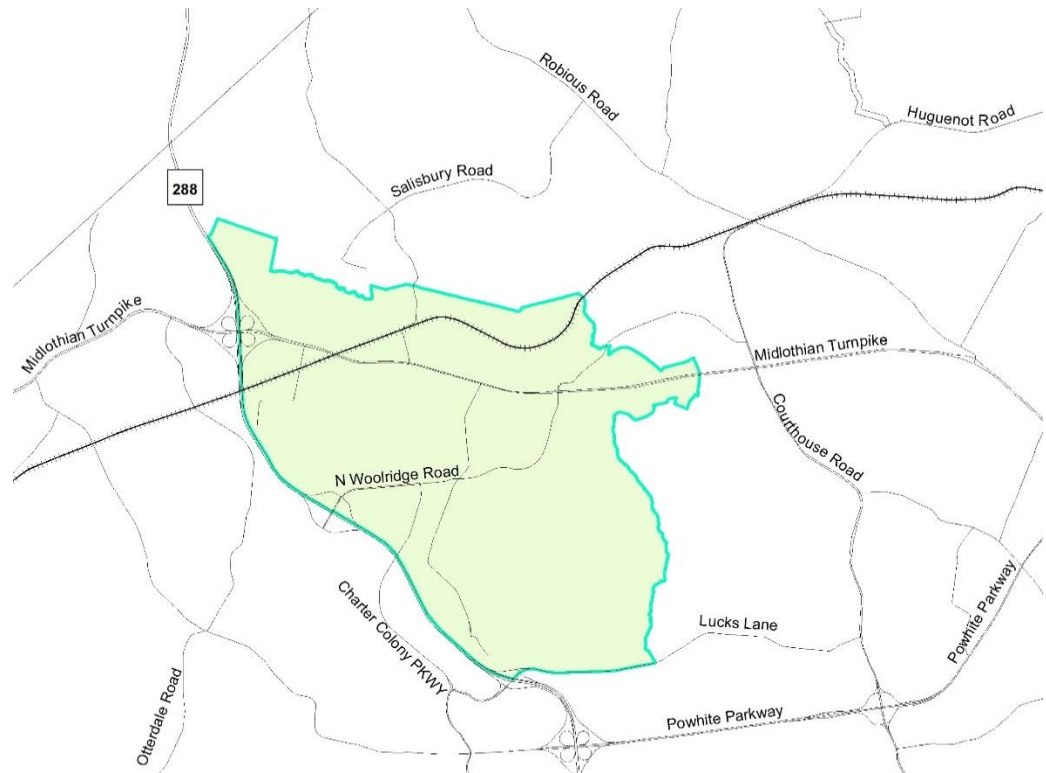 Robious Road
Huguenot Road
Salisbury Road
288
Midlothian Turnpike
Midlothian Turnpike
Courthouse Road
N Woolridge Road
Charter Colony PKWY
Lucks Lane
Powhite Parkway
Otterdale Road
Powhite Parkway